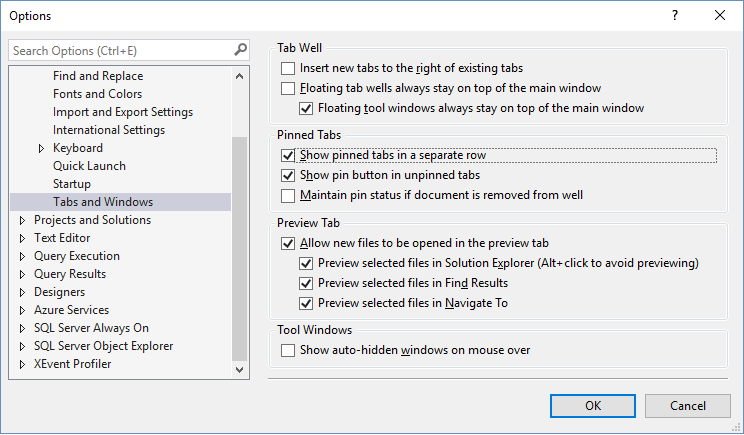 Options
?
Search Options (Ctrl+E)
Find and Replace
Fonts and Colors
Import and Export Settings
International Settings
Keyboard
Quick Launch
Startup
Tabs and Windows
Projects and Solutions
Text Editor
Query Execution
Query Results
Designers
Azure Services
SQL Server Always On
SQL Server Object Explorer
XEvent Profiler
Tab Well
Insert new tabs to the right of existing tabs
Floating tab wells always stay on top of the main window
Floating tool windows always stay on top of the main window
Pinned Tabs
Show pinned tabs in a separate row
Show pin button in unpinned tabs
Maintain pin status if document is removed from well
Preview Tab
Allow new files to be opened in the preview tab
Preview selected files in Solution Explorer (Alt+click to avoid previewing)
Preview selected files in Find Results
Preview selected files in Navigate To
Tool Windows
Show auto-hidden windows on mouse over
OK
Cancel